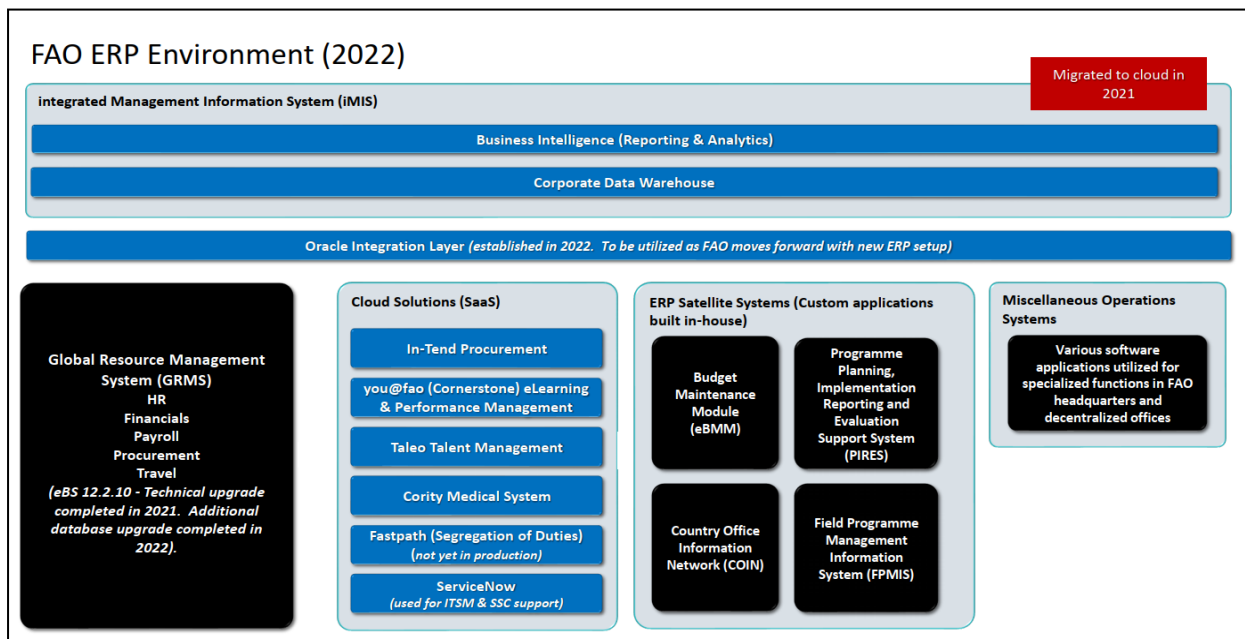 FAO ERP Environment (2022)
Migrated to cloud in
2021
integrated Management Information System (iMIS)
Business Intelligence (Reporting & Analytics)
Corporate Data Warehouse
Oracle Integration Layer (established in 2022. To be utilized as FAO moves forward with new ERP setup)
Global Resource Management
System (GRMS)
HR
Financials
Payroll
Procurement
Travel
(eBS 12.2.10 - Technical upgrade
completed in 2021. Additional
database upgrade completed in
2022).
Cloud Solutions (SaaS)
In-Tend Procurement
you@fao (Cornerstone) eLearning
& Performance Management
Taleo Talent Management
Cority Medical System
Fastpath (Segregation of Duties)
(not yet in production)
ServiceNow
(used for ITSM & SSC support)
ERP Satellite Systems (Custom applications
built in-house)
Budget
Maintenance
Module
(eBMM)
Programme
Planning,
Implementation
Reporting and
Evaluation
Support System
(PIRES)
Country Office
Information
Network (COIN)
Field Programme
Management
Information
System (FPMIS)
Miscellaneous Operations
Systems
Various software
applications utilized for
specialized functions in FAO
headquarters and
decentralized offices